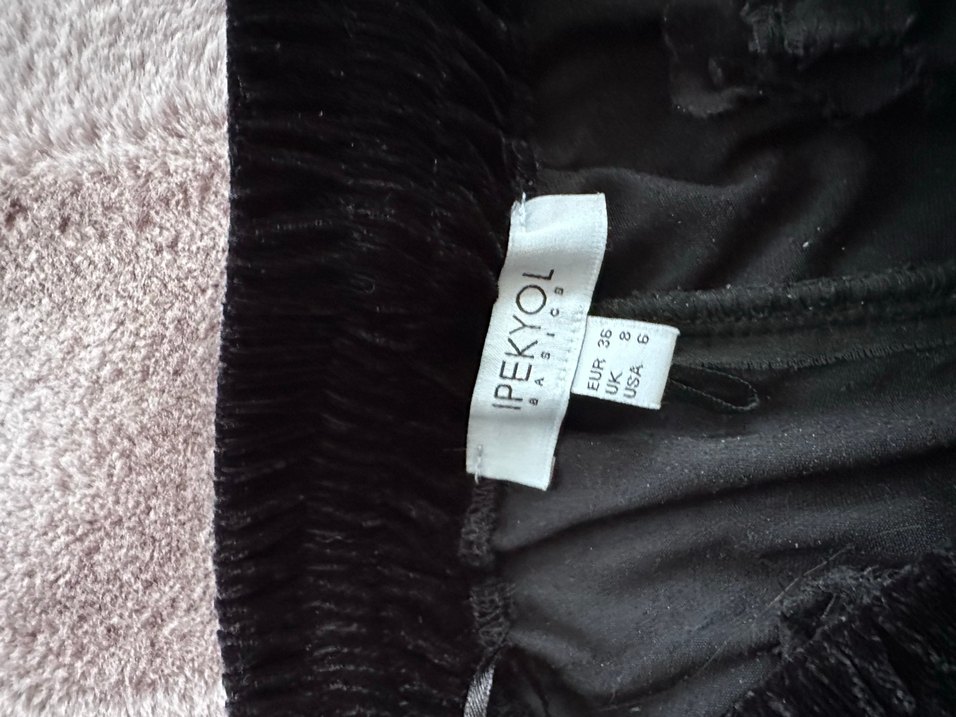 IPEKYOL
BASICS
EUR 36
UK 8
USA 6